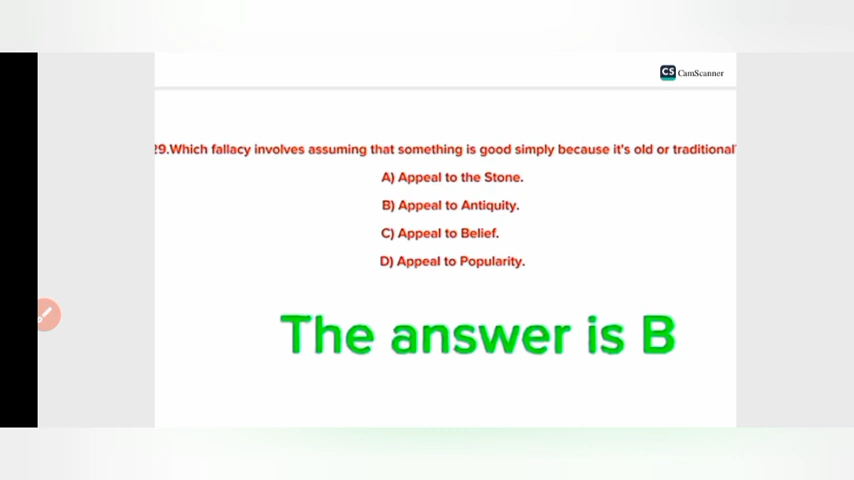 CS CamScanner
29.Which fallacy involves assuming that something is good simply because it's old or traditional
A) Appeal to the Stone.
B) Appeal to Antiquity.
C) Appeal to Belief.
D) Appeal to Popularity.
The answer is B